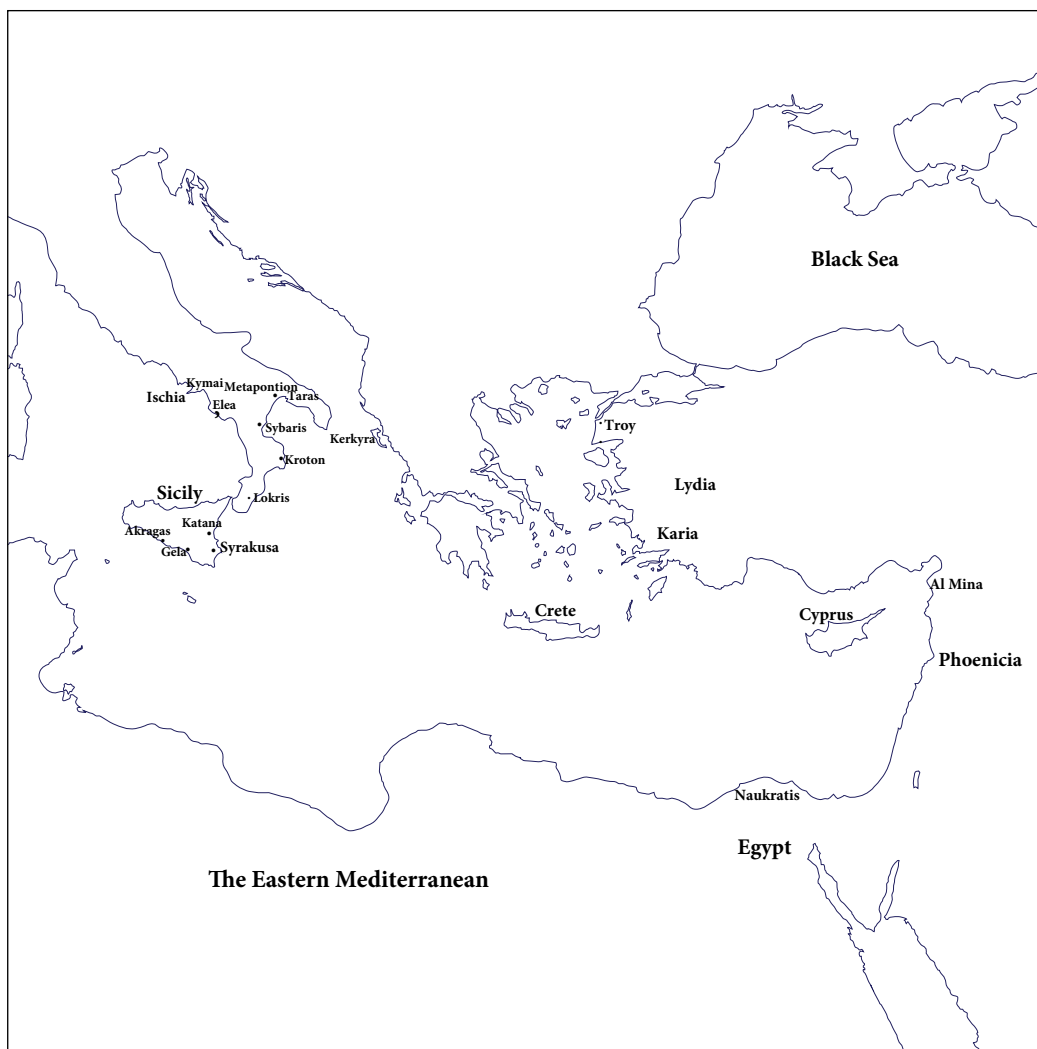 Black Sea
Kymai
Metapontion
Ischia
Taras
Elea
Sybaris
Troy
Kerkyra
Kroton
Lydia
Sicily
Lokris
Akragas
Katana
Karia
Gela
Syrakusa
Al Mina
Crete
Cyprus
Phoenicia
Naukratis
Egypt
The Eastern Mediterranean